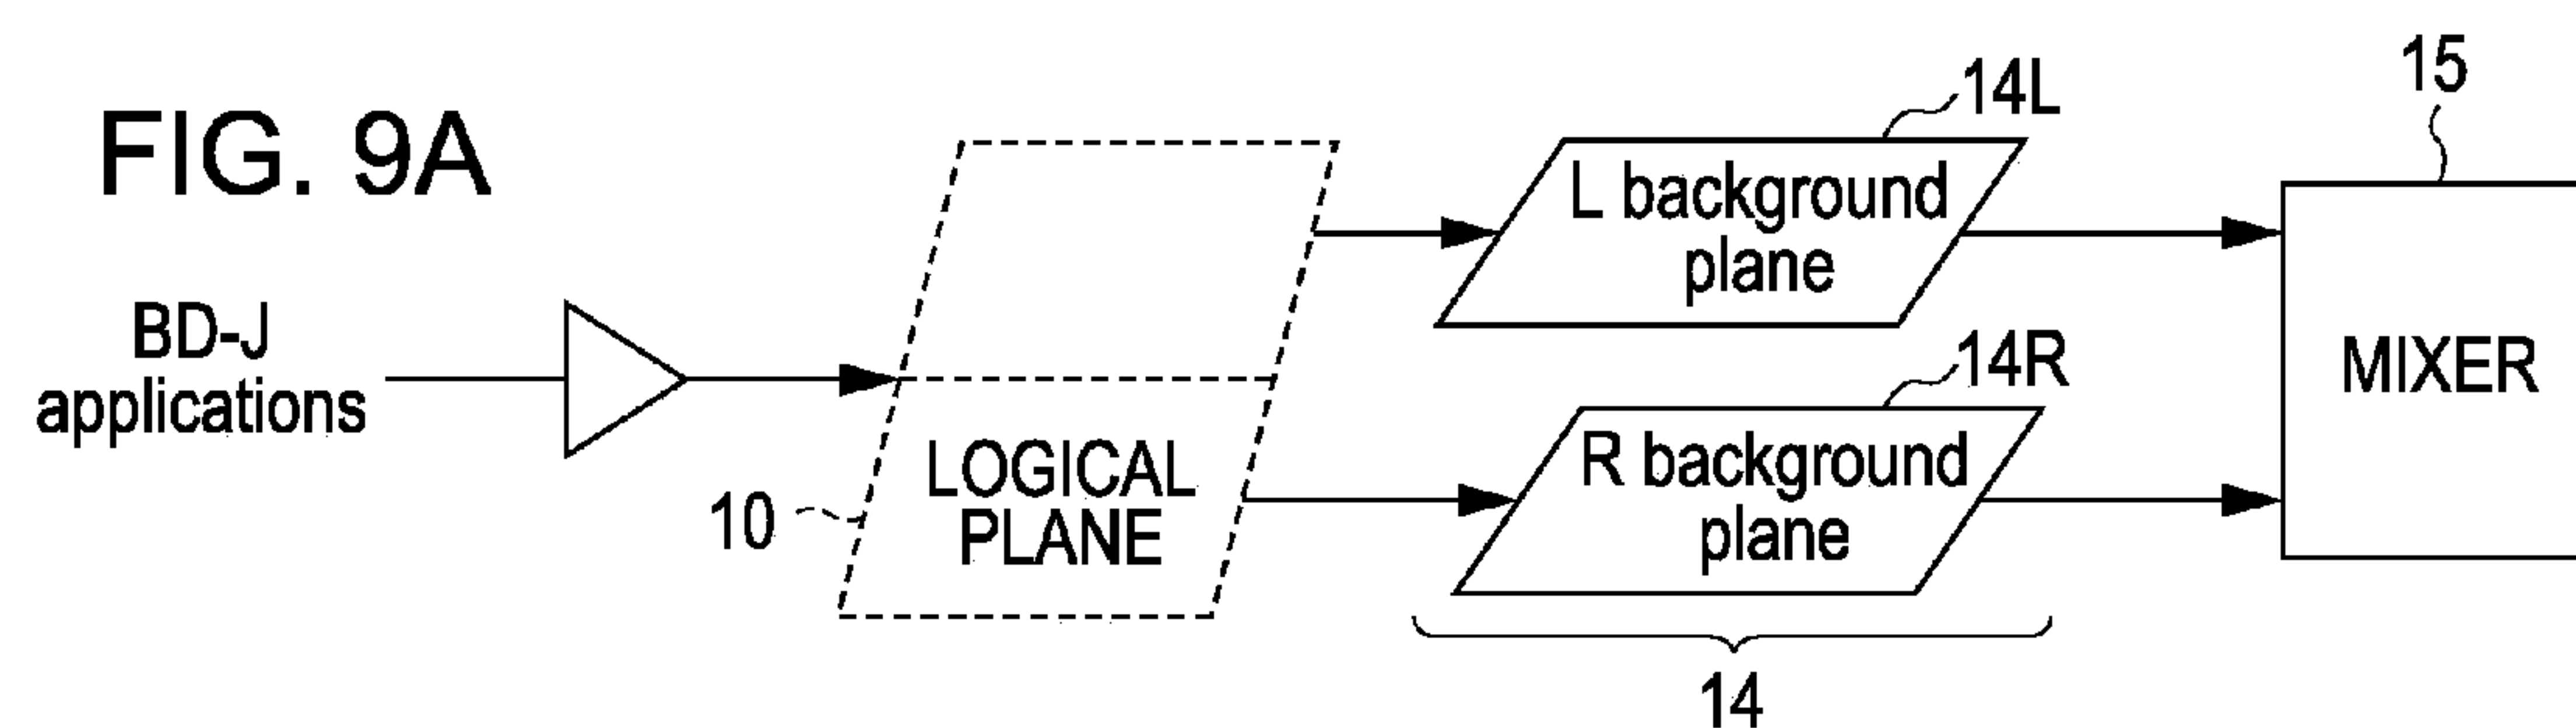 FIG. 9A
BD-J
applications
10
LOGICAL
PLANE
14L
L background
plane
14R
R background
plane
14
15
MIXER